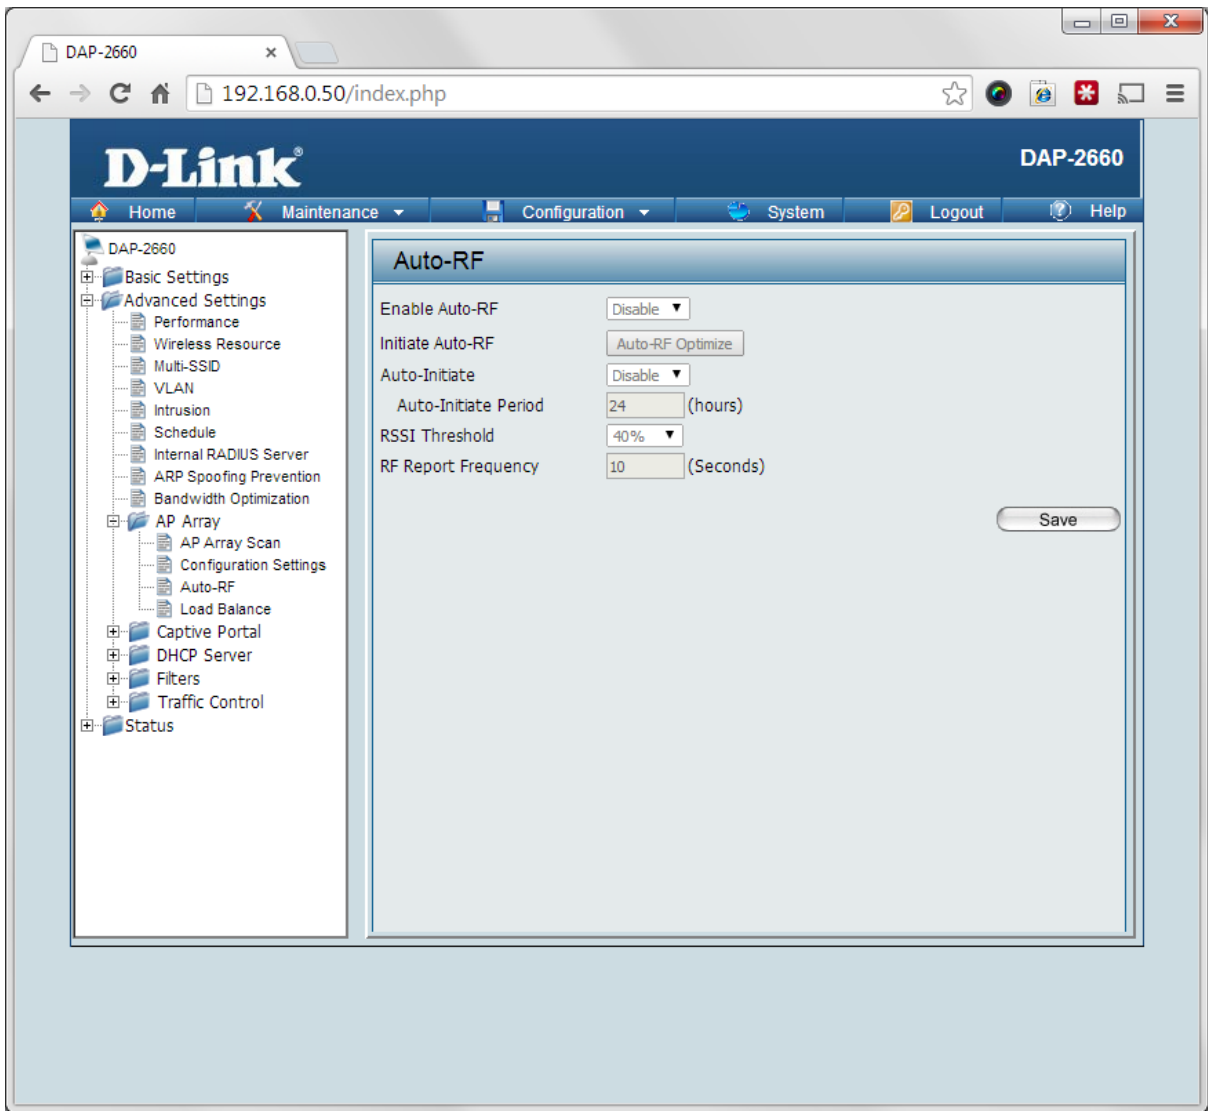 DAP-2660
192.168.0.50/index.php
D-Link®
DAP-2660
Home Maintenance Configuration System Logout Help
DAP-2660
Basic Settings
Advanced Settings
Performance
Wireless Resource
Multi-SSID
VLAN
Intrusion
Schedule
Internal RADIUS Server
ARP Spoofing Prevention
Bandwidth Optimization
AP Array
AP Array Scan
Configuration Settings
Auto-RF
Load Balance
Captive Portal
DHCP Server
Filters
Traffic Control
Status
Auto-RF
Enable Auto-RF Disable
Initiate Auto-RF Auto-RF Optimize
Auto-Initiate Disable
Auto-Initiate Period 24 (hours)
RSSI Threshold 40%
RF Report Frequency 10 (Seconds)
Save